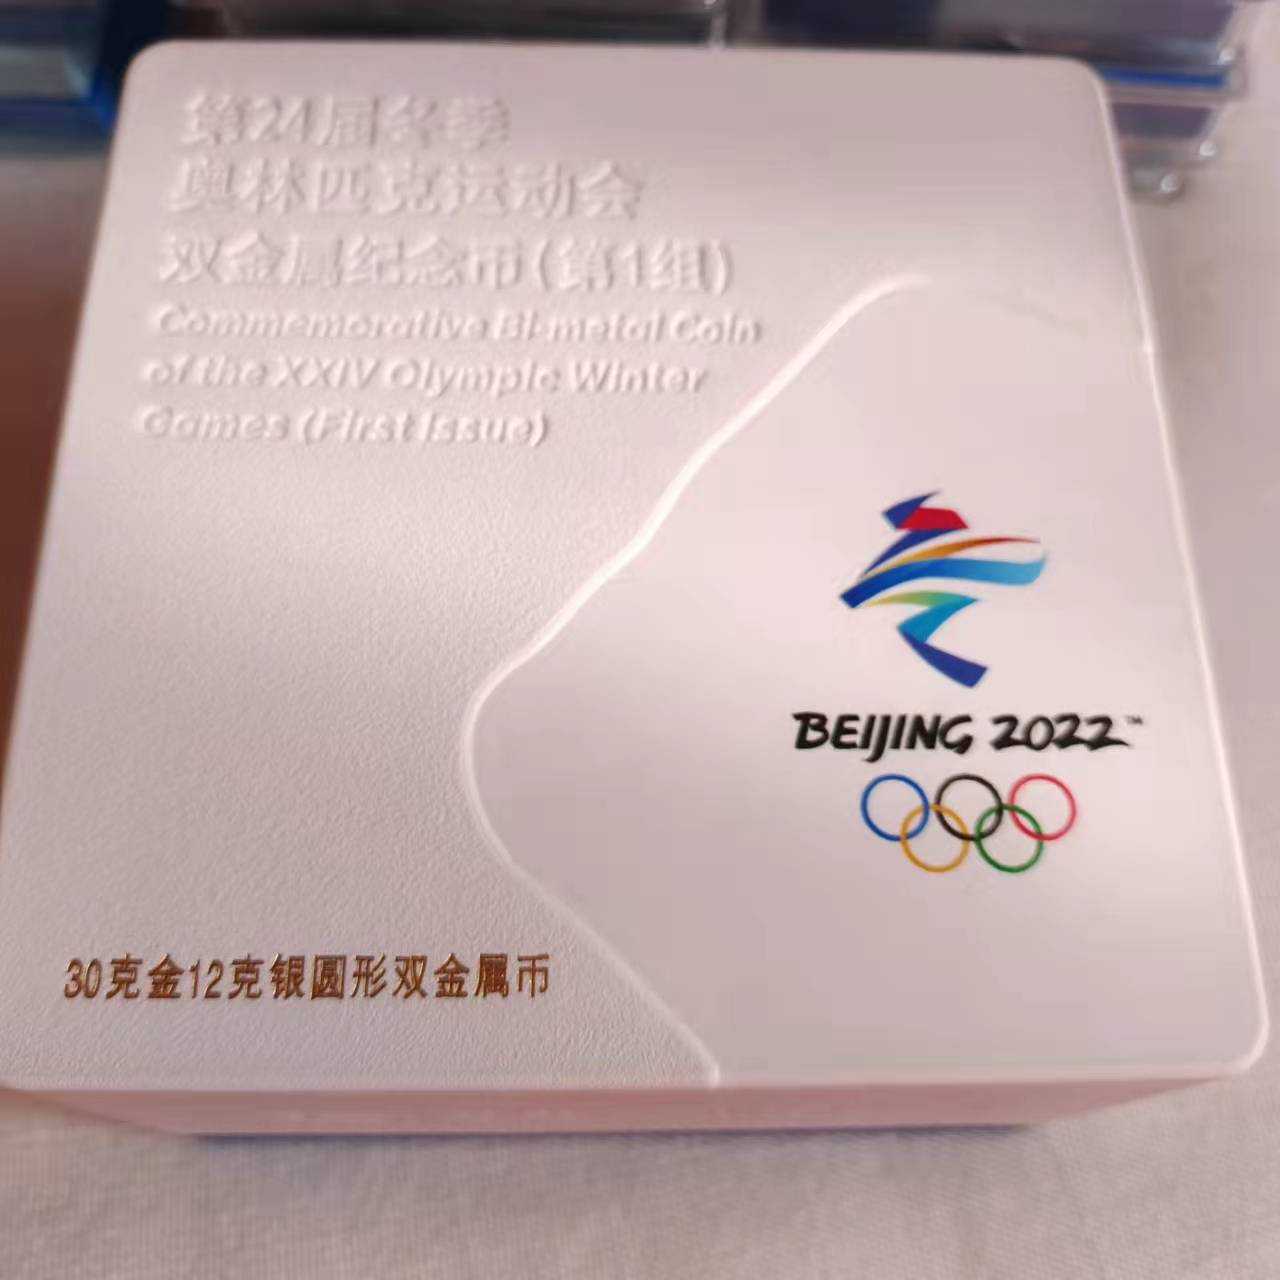 第24届冬季
奥林匹克运动会
双金属纪念币(第1组)
Commemorative Bi-metal Coin
of the XXIV Olympic Winter
Games (First Issue)
BEIJING 2022™
30克金12克银圆形双金属币